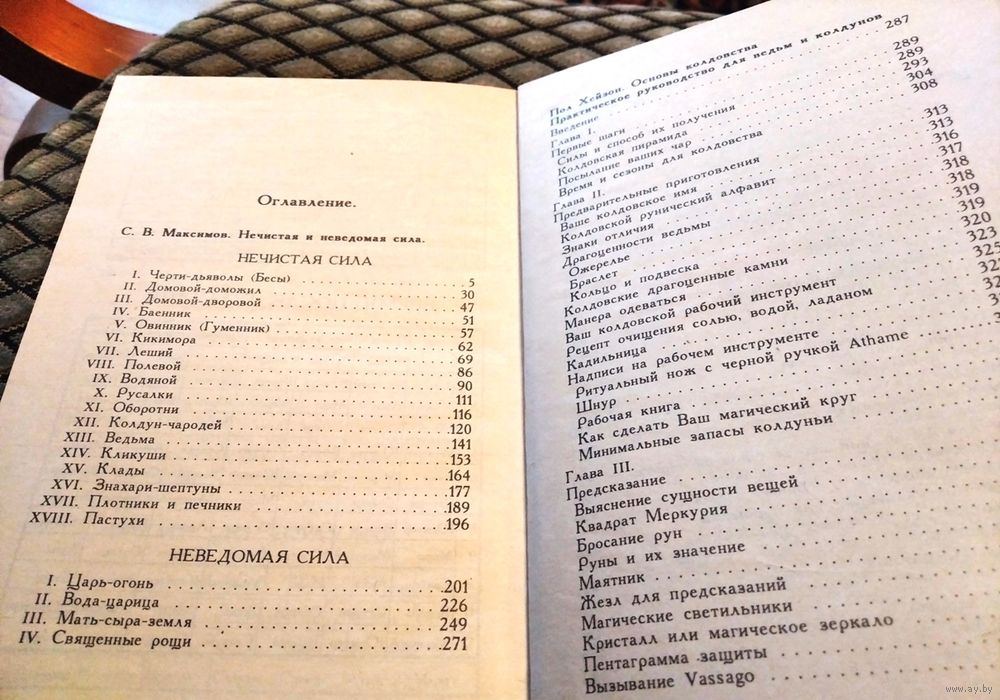 Оглавление.
С. В. Максимов. Нечистая и неведомая сила.
НЕЧИСТАЯ СИЛА
I. Черти-дьяволы (Бесы) 5
II. Домовой-доможил 30
III. Домовой-дворовой 47
IV. Баенник 51
V. Овинник (Гуменник) 57
VI. Кикимора 62
VII. Леший 69
VIII. Полевой 86
IX. Водяной 90
X. Русалки 111
XI. Оборотни 116
XII. Колдун-чародей 120
XIII. Ведьма 141
XIV. Кликуши 153
XV. Клады 164
XVI. Знахари-шептуны 177
XVII. Плотники и печники 189
XVIII. Пастухи 196
НЕВЕДОМАЯ СИЛА
I. Царь-огонь 201
II. Вода-царица 226
III. Мать-сыра-земля 249
IV. Священные рощи 271
Пол Хейзон. Основы колдовства
Практическое руководство для ведьм и колдунов
Введение 287
Глава I.
Первые шаги 289
Силы и способ их получения 289
Колдовская пирамида 293
Посылание ваших чар 304
Время и сезоны для колдовства 308
Глава II.
Предварительные приготовления 313
Ваше колдовское имя 313
Колдовской рунический алфавит 316
Знаки отличия 317
Драгоценности ведьмы 318
Ожерелье 318
Браслет 319
Кольцо и подвеска 319
Колдовские драгоценные камни 320
Манера одеваться 323
Ваш колдовской рабочий инструмент 325
Рецепт очищения солью, водой, ладаном
Кадильница
Надписи на рабочем инструменте
Ритуальный нож с черной ручкой Athame
Шнур
Рабочая книга
Как сделать Ваш магический круг
Минимальные запасы колдуньи
Глава III.
Предсказание
Выяснение сущности вещей
Квадрат Меркурия
Бросание рун
Руны и их значение
Маятник
Жезл для предсказаний
Магические светильники
Кристалл или магическое зеркало
Пентаграмма защиты
Вызывание Vassago
www.ay.by